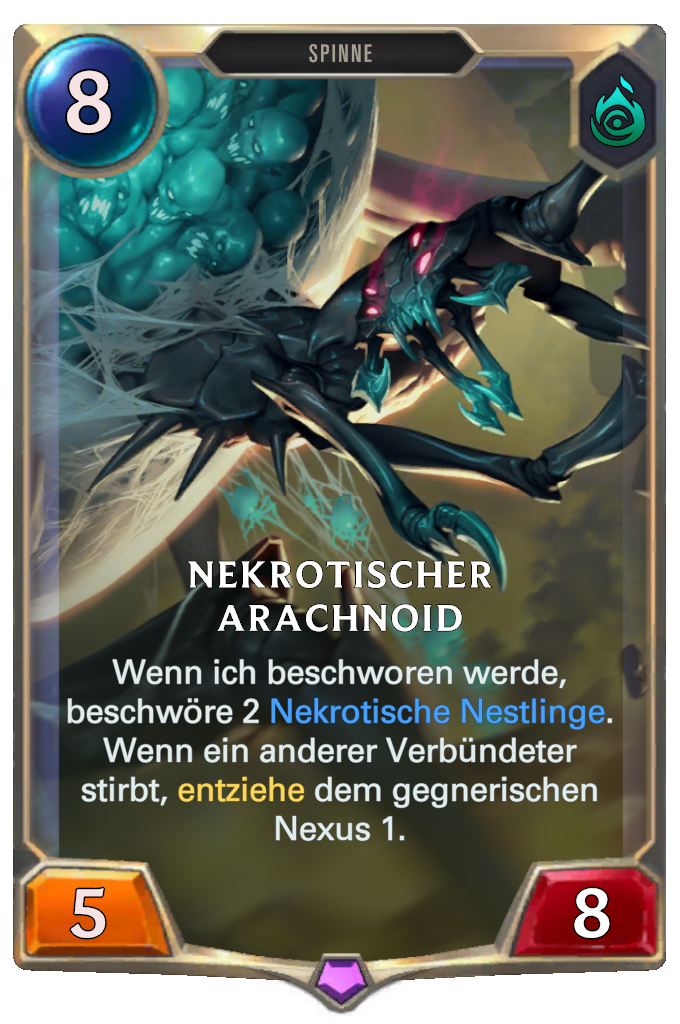 8
SPINNE
NEKROTISCHER
ARACHNOID
Wenn ich beschworen werde,
beschwöre 2 Nekrotische Nestlinge.
Wenn ein anderer Verbündeter
stirbt, entziehe dem gegnerischen
Nexus 1.
5
8